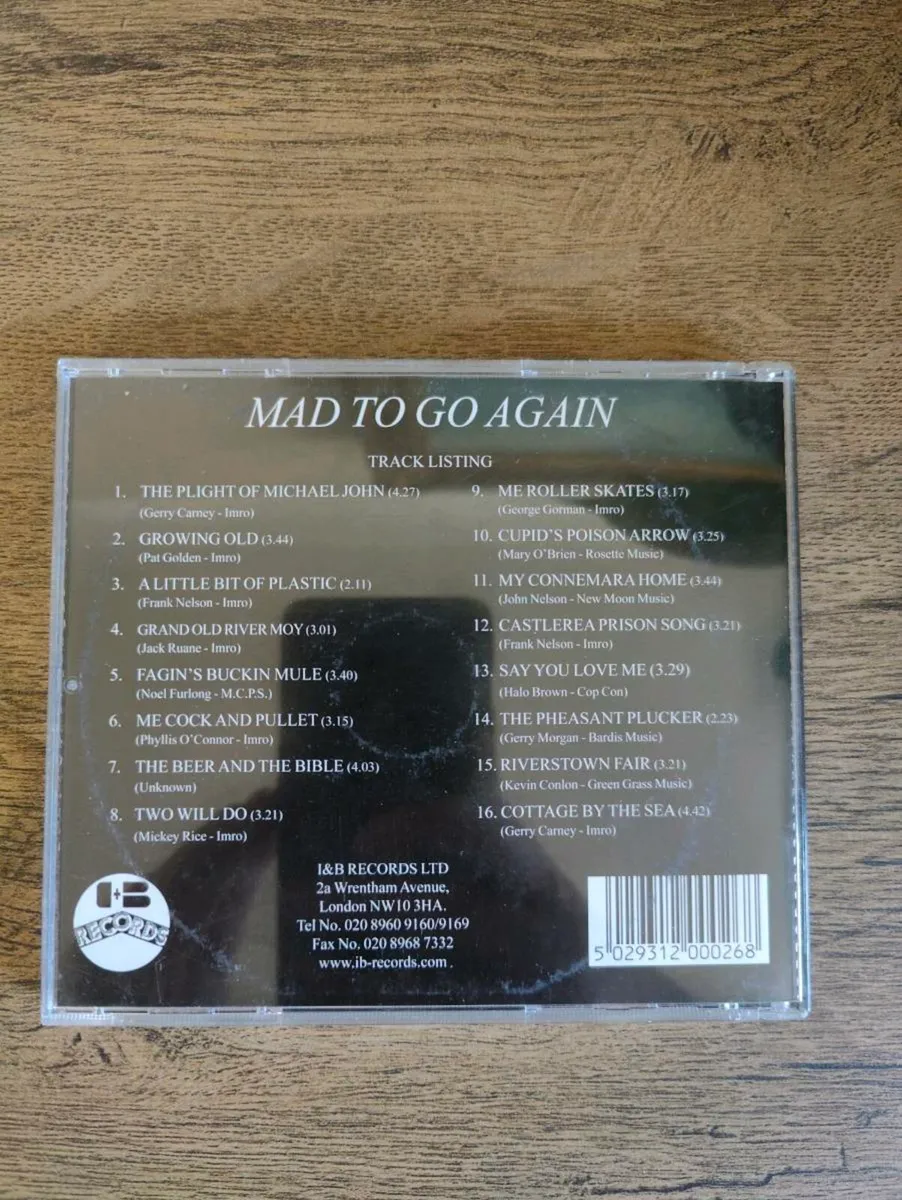 MAD TO GO AGAIN
TRACK LISTING
1. THE PLIGHT OF MICHAEL JOHN (4.27)
(Gerry Carney - Imro)
2. GROWING OLD (3.44)
(Pat Golden - Imro)
3. A LITTLE BIT OF PLASTIC (2.11)
(Frank Nelson - Imro)
4. GRAND OLD RIVER MOY (3.01)
(Jack Ruane - Imro)
5. FAGIN'S BUCKIN MULE (3.40)
(Noel Furlong - M.C.P.S.)
6. ME COCK AND PULLET (3.15)
(Phyllis O'Connor - Imro)
7. THE BEER AND THE BIBLE (4.03)
(Unknown)
8. TWO WILL DO (3.21)
(Mickey Rice - Imro)
9. ME ROLLER SKATES (3.17)
(George Gorman - Imro)
10. CUPID'S POISON ARROW (3.25)
(Mary O'Brien - Rosette Music)
11. MY CONNEMARA HOME (3.44)
(John Nelson - New Moon Music)
12. CASTLEREA PRISON SONG (3.21)
(Frank Nelson - Imro)
13. SAY YOU LOVE ME (3.29)
(Halo Brown - Cop Con)
14. THE PHEASANT PLUCKER (2.23)
(Gerry Morgan - Bardis Music)
15. RIVERSTOWN FAIR (3.21)
(Kevin Conlon - Green Grass Music)
16. COTTAGE BY THE SEA (4.42)
(Gerry Carney - Imro)
I+B
RECORDS
I&B RECORDS LTD
2a Wrentham Avenue,
London NW10 3HA.
Tel No. 020 8960 9160/9169
Fax No. 020 8968 7332
www.ib-records.com
5 029312 000268